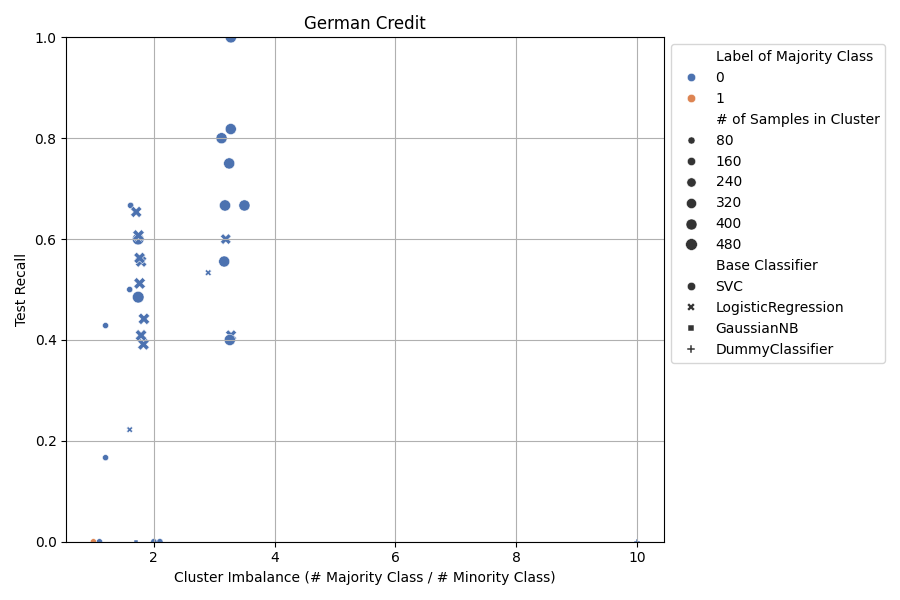 German Credit
1.0
0.8
0.6
0.4
0.2
0.0
Test Recall
2
4
6
8
10
Cluster Imbalance (# Majority Class / # Minority Class)
Label of Majority Class
0
1
# of Samples in Cluster
80
160
240
320
400
480
Base Classifier
SVC
LogisticRegression
GaussianNB
DummyClassifier